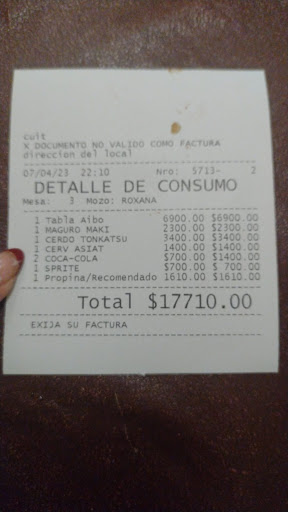 cuit
X DOCUMENTO NO VALIDO COMO FACTURA
direccion del local
07/04/23 22:10 Nro: 5713- 2
DETALLE DE CONSUMO
Mesa: 3 Mozo: ROXANA
1 Tabla Aibo 6900.00 $6900.00
1 MAGURO MAKI 2300.00 $2300.00
1 CERDO TONKATSU 3400.00 $3400.00
1 CERV ASIAT 1400.00 $1400.00
2 COCA-COLA $700.00 $1400.00
1 SPRITE $700.00 $ 700.00
1 Propina/Recomendado 1610.00 $1610.00
Total $17710.00
EXIJA SU FACTURA